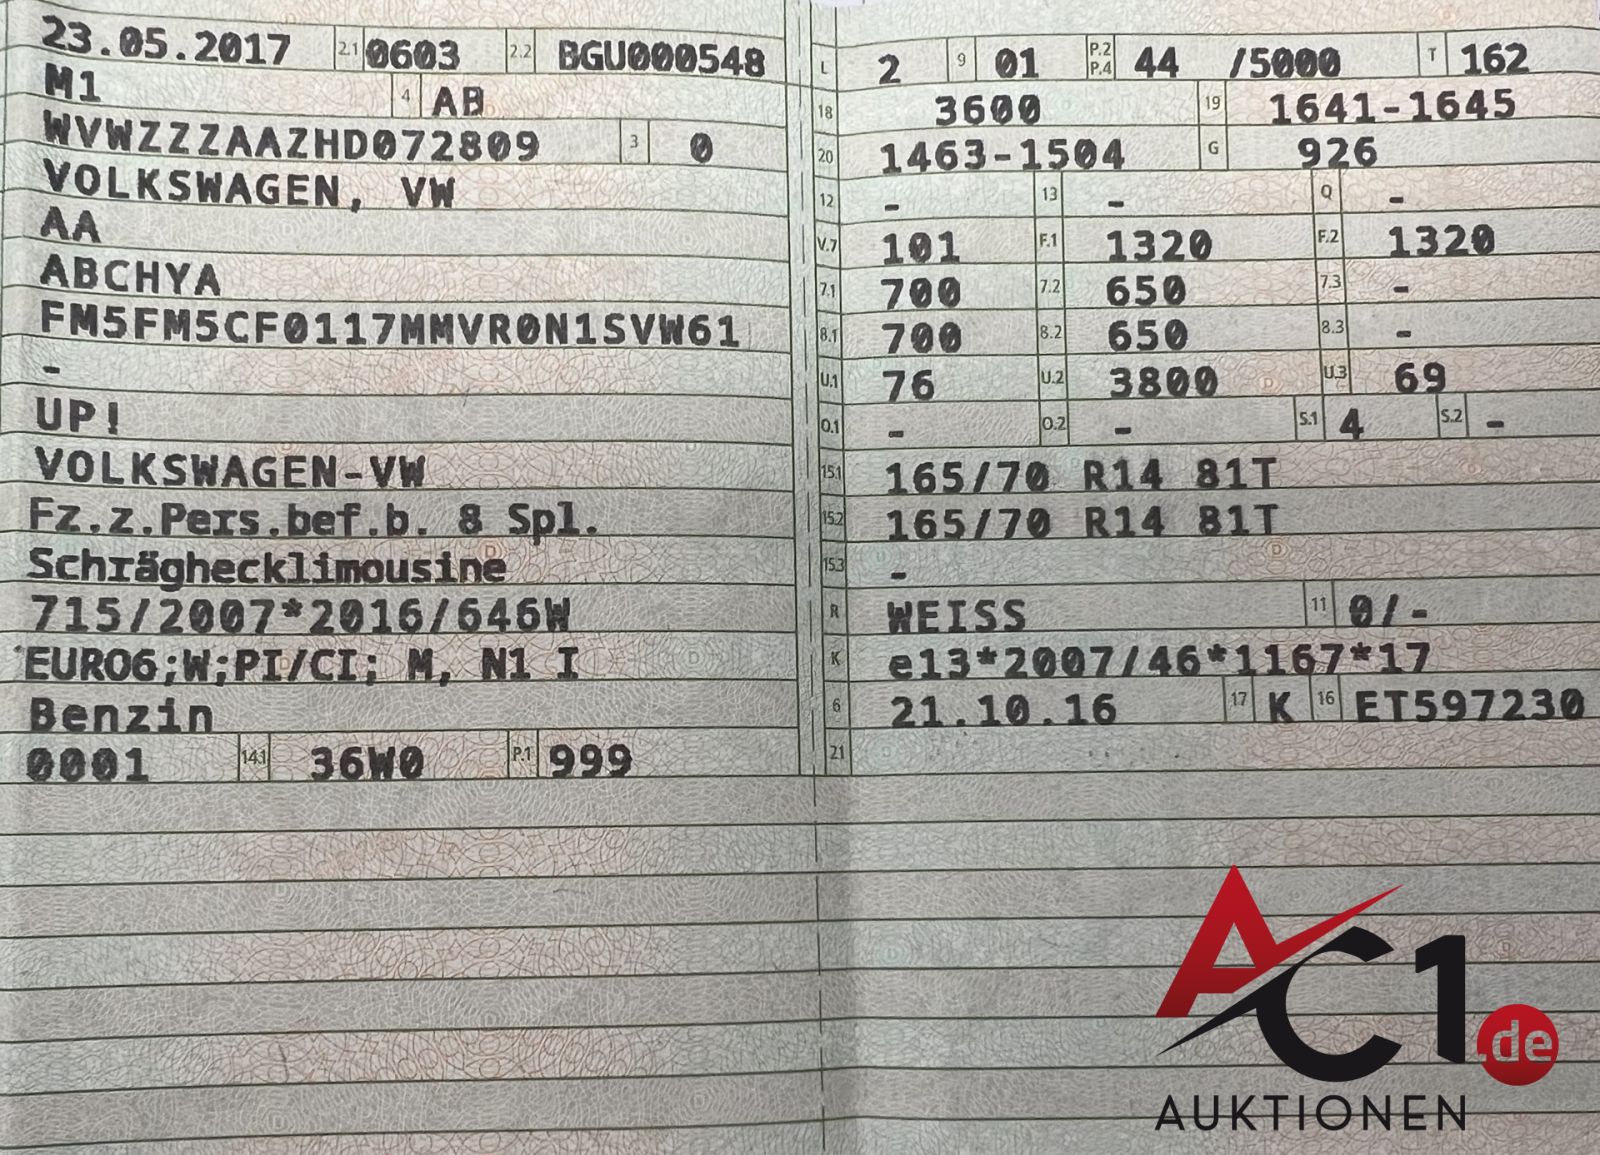 23.05.2017 2.1 0603 2.2 BGU000548
M1 4 AB
WVWZZZAAZHD072809 3 0
VOLKSWAGEN, VW
AA
ABCHYA
FM5FM5CF0117MMVR0N1SVW61
-
UP!
VOLKSWAGEN-VW
Fz.z.Pers.bef.b. 8 Spl.
Schräghecklimousine
715/2007*2016/646W
EURO6;W;PI/CI; M, N1 I
Benzin
0001 14.1 36W0 P.1 999
L 2 9 01 P.2 P.4 44 /5000 T 162
18 3600 19 1641-1645
20 1463-1504 G 926
12 - 13 - Q -
V.7 101 F.1 1320 F.2 1320
7.1 700 7.2 650 7.3 -
8.1 700 8.2 650 8.3 -
U.1 76 U.2 3800 U.3 69
O.1 - O.2 - S.1 4 S.2 -
15.1 165/70 R14 81T
15.2 165/70 R14 81T
15.3 -
R WEISS 11 0/-
K e13*2007/46*1167*17
6 21.10.16 17 K 16 ET597230
21
AC1.de
AUKTIONEN